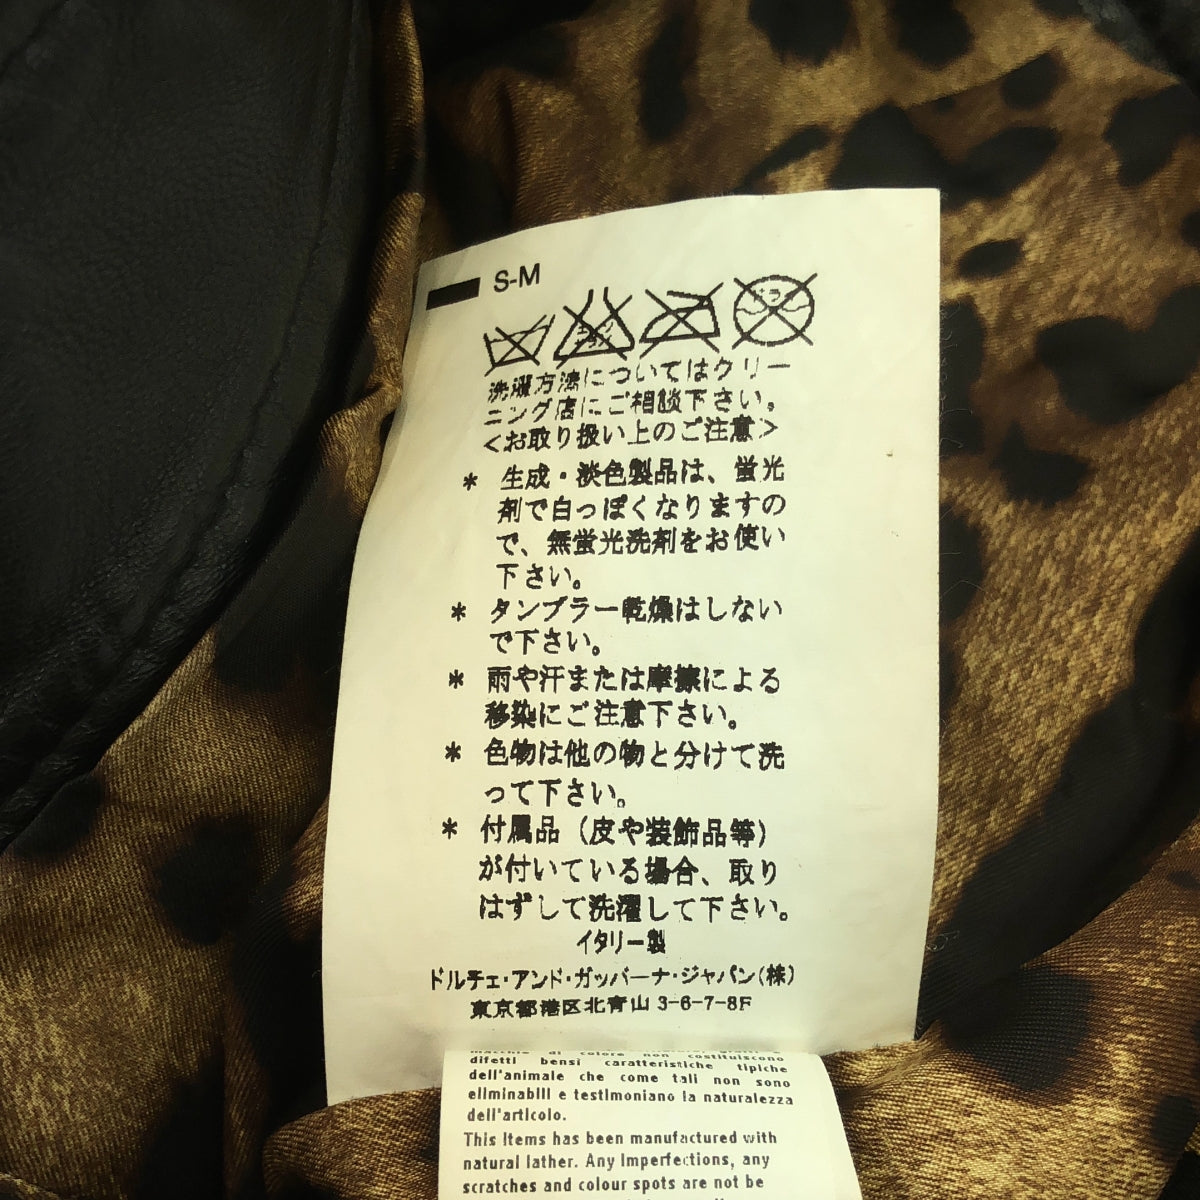 S-M
洗濯方法についてはクリー
ニング店にご相談下さい。
<お取り扱い上のご注意>
* 生成・淡色製品は、蛍光
剤で白っぽくなりますの
で、無蛍光洗剤をお使い
下さい。
* タンブラー乾燥はしない
で下さい。
* 雨や汗または摩擦による
移染にご注意下さい。
* 色物は他の物と分けて洗
って下さい。
* 付属品（皮や装飾品等）
が付いている場合、取り
はずして洗濯して下さい。
イタリー製
ドルチェ・アンド・ガッバーナ・ジャパン(株)
東京都港区北青山 3-6-7-8F
macchie di colore non costituiscono
difetti bensi caratteristiche tipiche
dell'animale che come tali non sono
eliminabili e testimoniano la naturalezza
dell'articolo.
This Items has been manufactured with
natural lather. Any Imperfections, any
scratches and colour spots are not be